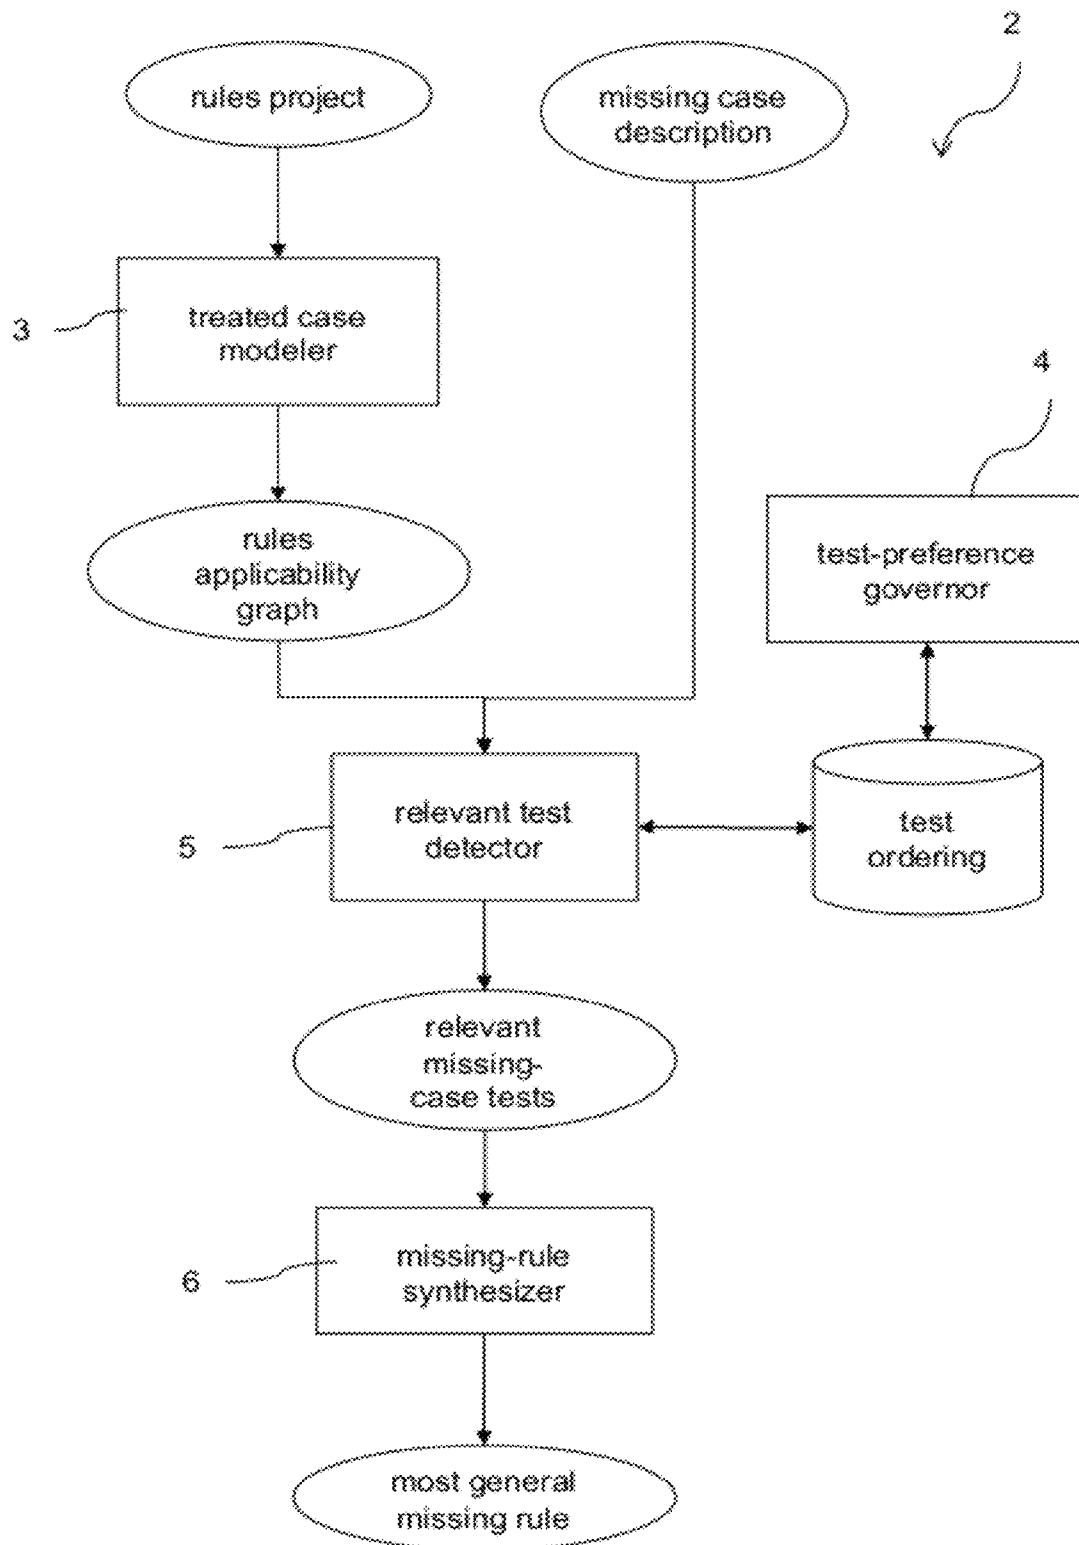 2
rules project
missing case
description
3
treated case
modeler
4
rules
applicability
graph
test-preference
governor
5
relevant test
detector
test
ordering
relevant
missing-
case tests
6
missing-rule
synthesizer
most general
missing rule